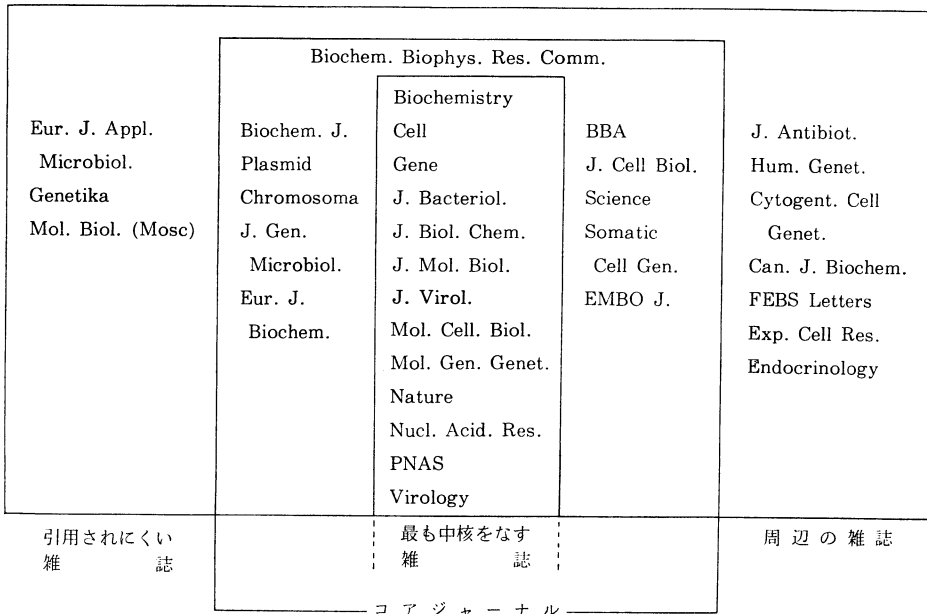 Biochem. Biophys. Res. Comm.
Eur. J. Appl.
Microbiol.
Genetika
Mol. Biol. (Mosc)
Biochem. J.
Plasmid
Chromosoma
J. Gen.
Microbiol.
Eur. J.
Biochem.
Biochemistry
Cell
Gene
J. Bacteriol.
J. Biol. Chem.
J. Mol. Biol.
J. Virol.
Mol. Cell. Biol.
Mol. Gen. Genet.
Nature
Nucl. Acid. Res.
PNAS
Virology
BBA
J. Cell Biol.
Science
Somatic
Cell Gen.
EMBO J.
J. Antibiot.
Hum. Genet.
Cytogent. Cell
Genet.
Can. J. Biochem.
FEBS Letters
Exp. Cell Res.
Endocrinology
引用されにくい
雑誌
最も中核をなす
雑誌
周辺の雑誌
コアジャーナル